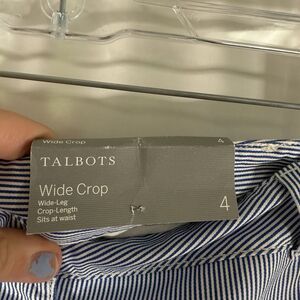 Wide Crop 4
TALBOTS
Wide Crop
Wide-Leg
Crop-Length
Sits at waist
4